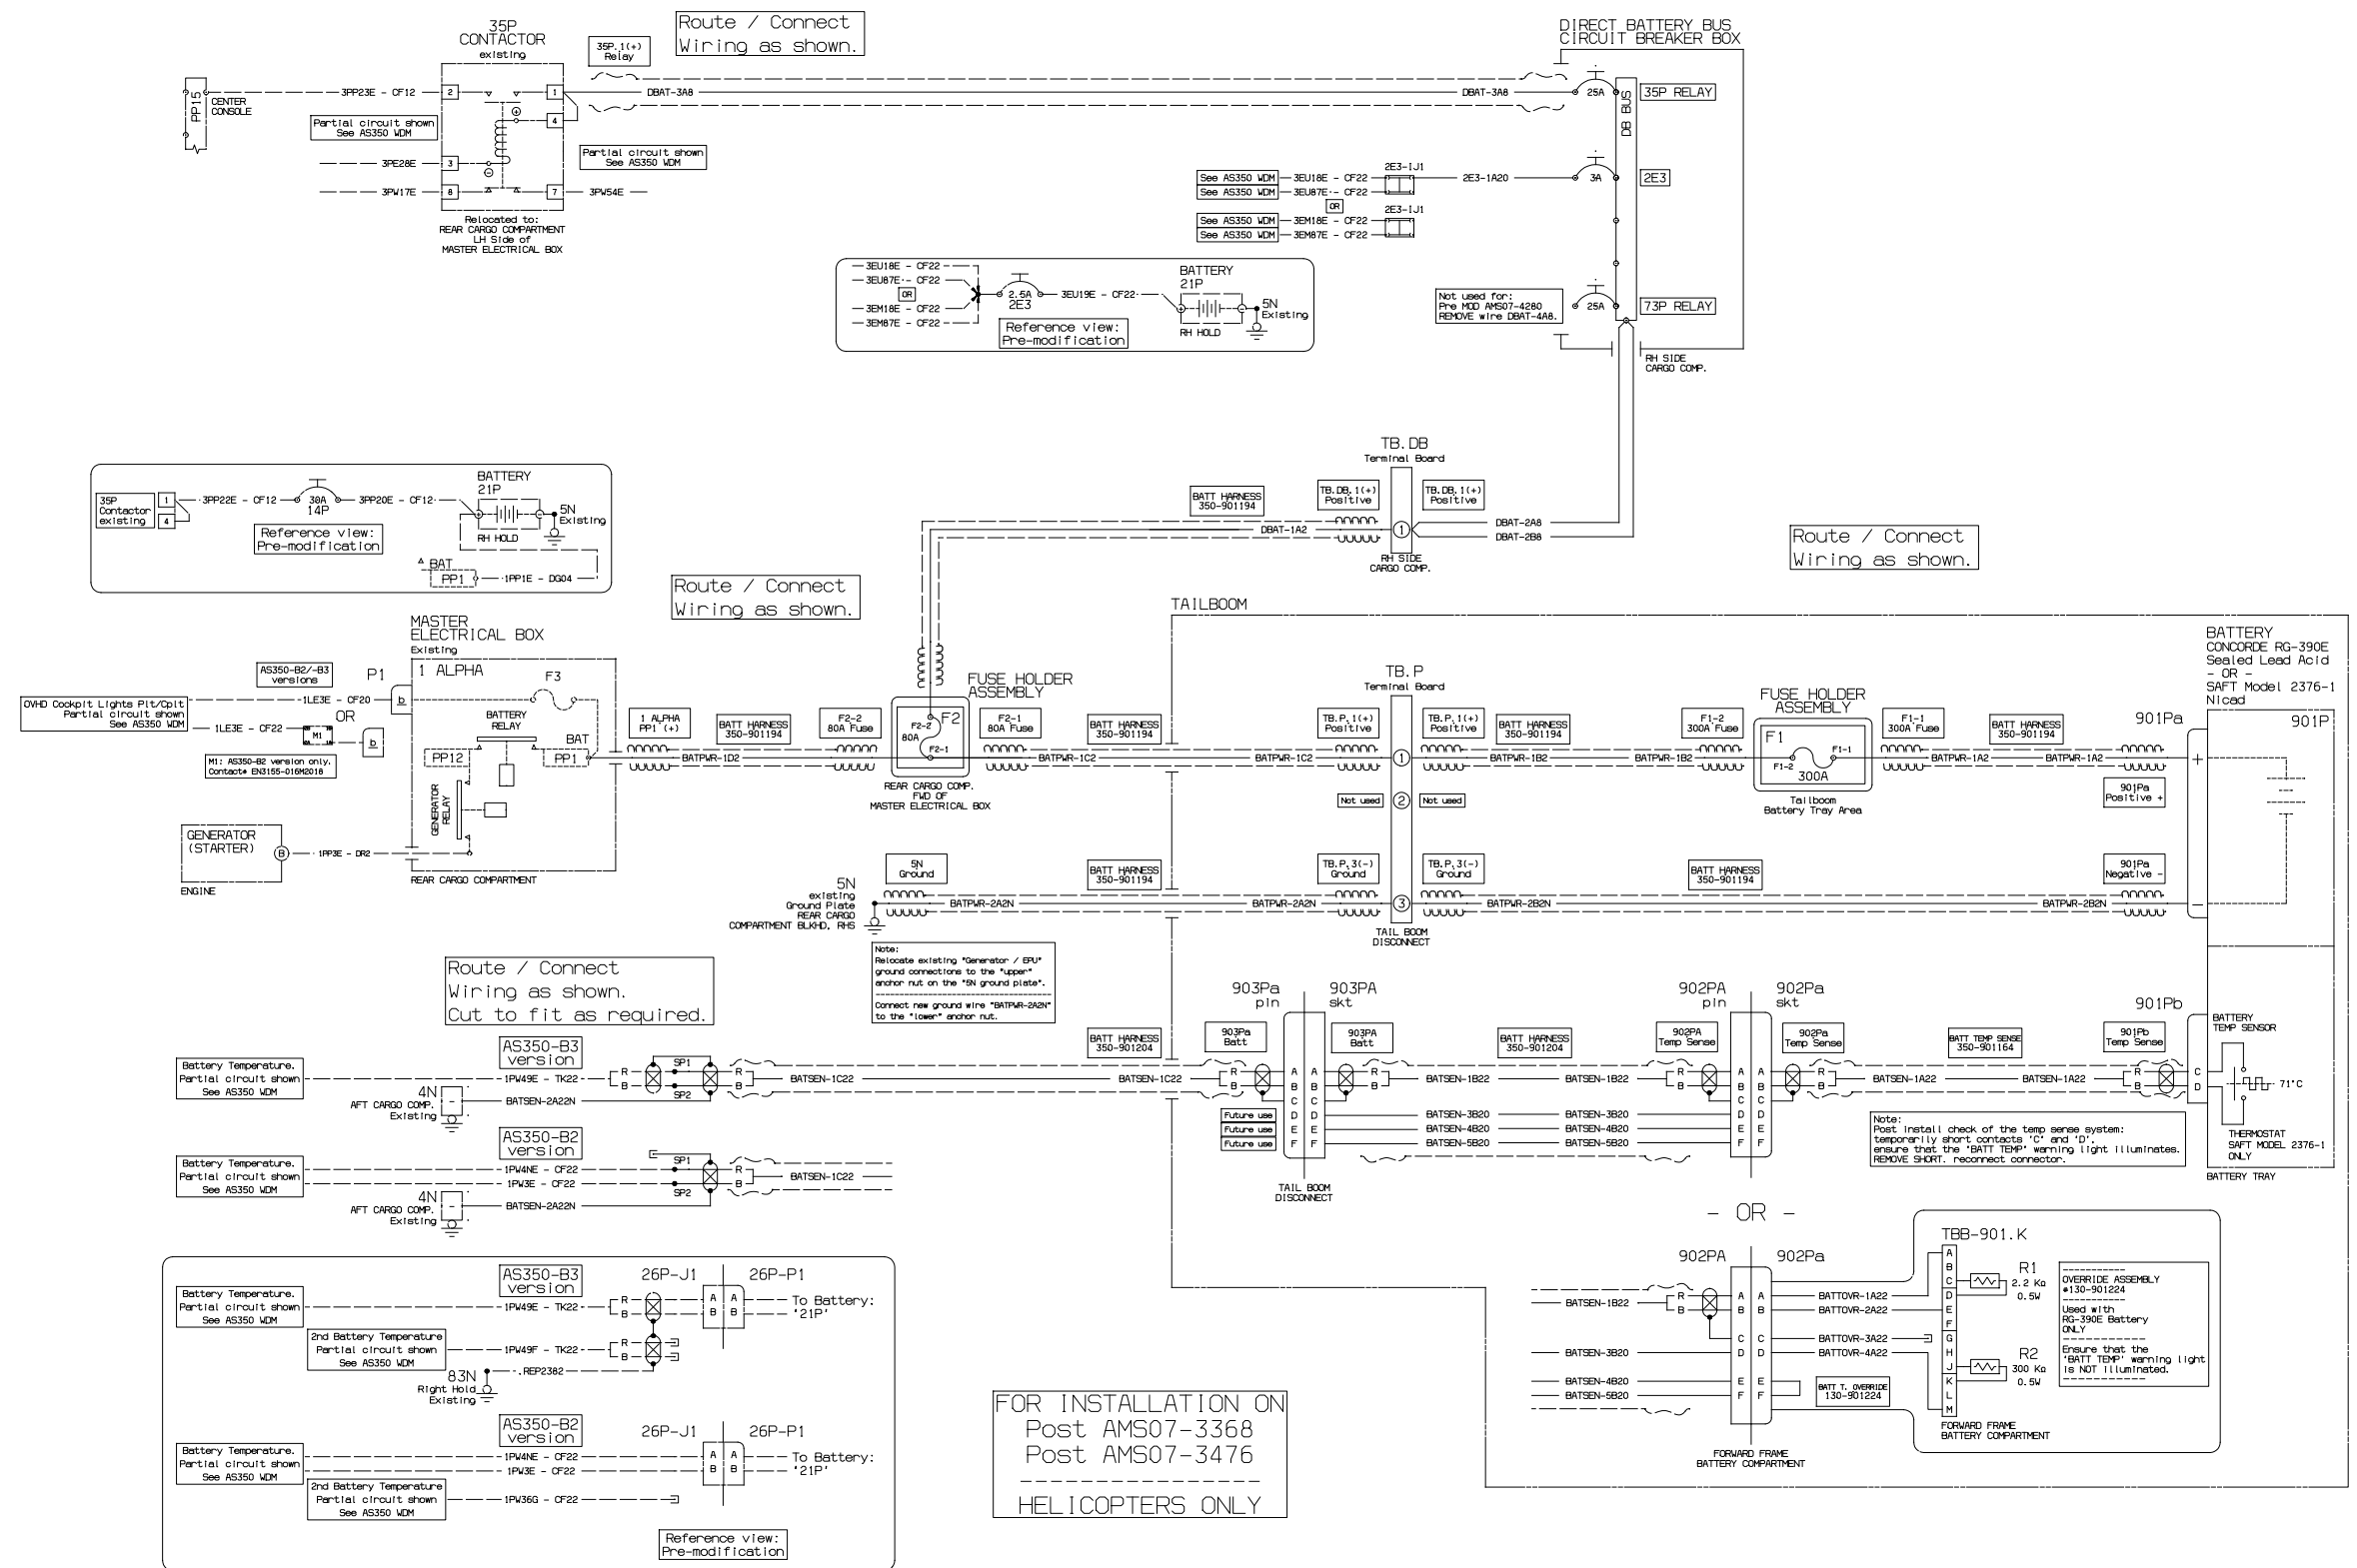 35P
CONTACTOR
existing
35P.1(+)
Relay
Route / Connect
Wiring as shown.
DIRECT BATTERY BUS
CIRCUIT BREAKER BOX
PP15
CENTER
CONSOLE
3PP23E - CF12
2
1
4
3
8
7
DBAT-3A8
DBAT-3A8
25A
DB BUS
35P RELAY
Partial circuit shown
See AS350 WDM
Partial circuit shown
See AS350 WDM
3PE28E
3PW17E
3PW54E
Relocated to:
REAR CARGO COMPARTMENT
LH Side of
MASTER ELECTRICAL BOX
See AS350 WDM
3EU18E - CF22
See AS350 WDM
3EU87E - CF22
OR
See AS350 WDM
3EM18E - CF22
See AS350 WDM
3EM87E - CF22
2E3-IJ1
2E3-IJ1
2E3-1A20
3A
2E3
3EU18E - CF22
3EU87E - CF22
OR
3EM18E - CF22
3EM87E - CF22
2.5A
2E3
3EU19E - CF22
BATTERY
21P
RH HOLD
5N
Existing
Reference view:
Pre-modification
Not used for:
Pre MOD AMS07-4280
REMOVE wire DBAT-4A8.
25A
73P RELAY
RH SIDE
CARGO COMP.
35P
Contactor
existing
1
4
3PP22E - CF12
30A
14P
3PP20E - CF12
BATTERY
21P
RH HOLD
5N
Existing
Reference view:
Pre-modification
BAT
PP1
1PP1E - DG04
TB.DB
Terminal Board
BATT HARNESS
350-901194
TB.DB.1(+)
Positive
TB.DB.1(+)
Positive
DBAT-1A2
1
DBAT-2A8
DBAT-2B8
RH SIDE
CARGO COMP.
Route / Connect
Wiring as shown.
Route / Connect
Wiring as shown.
TAILBOOM
MASTER
ELECTRICAL BOX
Existing
1 ALPHA
AS350-B2/-B3
versions
P1
F3
OVHD Cockpit Lights Plt/Cplt
Partial circuit shown
See AS350 WDM
1LE3E - CF20
b
OR
1LE3E - CF22
M1
b
M1: AS350-B2 version only.
Contact# EN3155-016M2018
BATTERY
RELAY
PP12
BAT
PP1
GENERATOR
RELAY
GENERATOR
(STARTER)
B
1PP3E - DR2
ENGINE
REAR CARGO COMPARTMENT
1 ALPHA
PP1 (+)
BATT HARNESS
350-901194
F2-2
80A Fuse
BATPWR-1D2
F2-2
F2
80A
F2-1
FUSE HOLDER
ASSEMBLY
REAR CARGO COMP.
FWD OF
MASTER ELECTRICAL BOX
F2-1
80A Fuse
BATT HARNESS
350-901194
BATPWR-1C2
BATPWR-1C2
TB.P
Terminal Board
TB.P.1(+)
Positive
TB.P.1(+)
Positive
1
Not used
2
Not used
BATT HARNESS
350-901194
BATPWR-1B2
BATPWR-1B2
F1-2
300A Fuse
FUSE HOLDER
ASSEMBLY
F1
F1-1
F1-2
300A
Tailboom
Battery Tray Area
F1-1
300A Fuse
BATT HARNESS
350-901194
BATPWR-1A2
BATPWR-1A2
901Pa
+
901Pa
Positive +
BATTERY
CONCORDE RG-390E
Sealed Lead Acid
- OR -
SAFT Model 2376-1
Nicad
901P
5N
existing
Ground Plate
REAR CARGO
COMPARTMENT BLKHD, RHS
5N
Ground
BATPWR-2A2N
BATT HARNESS
350-901194
BATPWR-2A2N
TB.P.3(-)
Ground
TB.P.3(-)
Ground
3
BATPWR-2B2N
BATT HARNESS
350-901194
BATPWR-2B2N
901Pa
Negative -
-
TAIL BOOM
DISCONNECT
Note:
Relocate existing "Generator / EPU"
ground connections to the "upper"
anchor nut on the "5N ground plate".
Connect new ground wire "BATPWR-2A2N"
to the "lower" anchor nut.
Route / Connect
Wiring as shown.
Cut to fit as required.
AS350-B3
version
Battery Temperature.
Partial circuit shown
See AS350 WDM
1PW49E - TK22
R
B
SP1
SP2
R
B
BATSEN-1C22
4N
AFT CARGO COMP.
Existing
-
BATSEN-2A22N
BATT HARNESS
350-901204
BATSEN-1C22
903Pa
pin
903PA
skt
903Pa
Batt
903PA
Batt
R
B
A A
B B
C C
D D
E E
F F
R
B
Future use
Future use
Future use
TAIL BOOM
DISCONNECT
BATT HARNESS
350-901204
BATSEN-1B22
BATSEN-1B22
BATSEN-3B20
BATSEN-3B20
BATSEN-4B20
BATSEN-4B20
BATSEN-5B20
BATSEN-5B20
902PA
pin
902Pa
skt
902PA
Temp Sense
902Pa
Temp Sense
R
B
A A
B B
C C
D D
E E
F F
R
B
BATT TEMP SENSE
350-901164
BATSEN-1A22
BATSEN-1A22
901Pb
901Pb
Temp Sense
R
B
C
D
BATTERY
TEMP SENSOR
71°C
THERMOSTAT
SAFT MODEL 2376-1
ONLY
BATTERY TRAY
Note:
Post install check of the temp sense system:
temporarily short contacts 'C' and 'D'.
ensure that the 'BATT TEMP' warning light illuminates.
REMOVE SHORT. reconnect connector.
AS350-B2
version
Battery Temperature.
Partial circuit shown
See AS350 WDM
1PW4NE - CF22
1PW3E - CF22
SP1
SP2
R
B
BATSEN-1C22
4N
AFT CARGO COMP.
Existing
-
BATSEN-2A22N
- OR -
AS350-B3
version
26P-J1
26P-P1
Battery Temperature.
Partial circuit shown
See AS350 WDM
1PW49E - TK22
R
B
A A
B B
To Battery:
'21P'
2nd Battery Temperature
Partial circuit shown
See AS350 WDM
1PW49F - TK22
R
B
83N
Right Hold
Existing
REP2382
AS350-B2
version
26P-J1
26P-P1
Battery Temperature.
Partial circuit shown
See AS350 WDM
1PW4NE - CF22
1PW3E - CF22
A A
B B
To Battery:
'21P'
2nd Battery Temperature
Partial circuit shown
See AS350 WDM
1PW36G - CF22
Reference view:
Pre-modification
FOR INSTALLATION ON
Post AMS07-3368
Post AMS07-3476
HELICOPTERS ONLY
902PA
902Pa
BATSEN-1B22
R
B
A A
B B
C C
D D
E E
F F
BATSEN-3B20
BATSEN-4B20
BATSEN-5B20
BATTOVR-1A22
BATTOVR-2A22
BATTOVR-3A22
BATTOVR-4A22
BATT T. OVERRIDE
130-901224
FORWARD FRAME
BATTERY COMPARTMENT
TBB-901.K
A
B
C
D
E
F
G
H
J
K
L
M
R1
2.2 KΩ
0.5W
R2
300 KΩ
0.5W
FORWARD FRAME
BATTERY COMPARTMENT
OVERRIDE ASSEMBLY
#130-901224
Used with
RG-390E Battery
ONLY
Ensure that the
'BATT TEMP' warning light
is NOT illuminated.